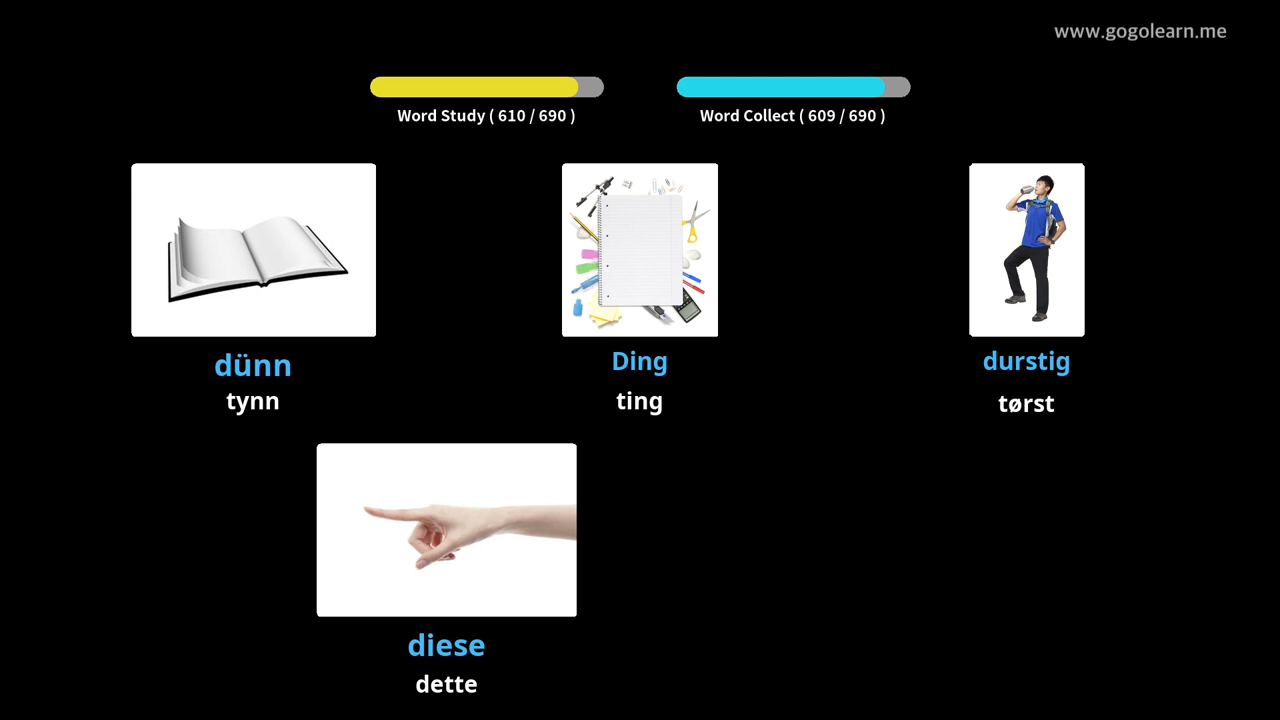 www.gogolearn.me
Word Study ( 610 / 690 )
Word Collect ( 609 / 690 )
dünn
tynn
Ding
ting
durstig
tørst
diese
dette